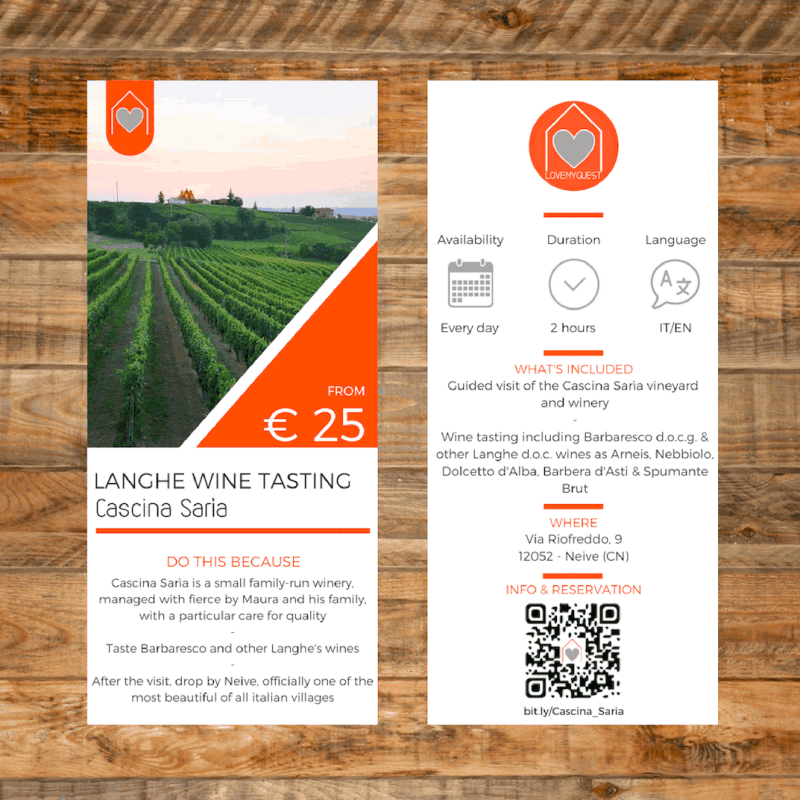 FROM
€ 25
LANGHE WINE TASTING
Cascina Sarìa
DO THIS BECAUSE
Cascina Sarìa is a small family-run winery,
managed with fierce by Maura and his family,
with a particular care for quality
-
Taste Barbaresco and other Langhe's wines
-
After the visit, drop by Neive, officially one of the
most beautiful of all italian villages
LOVEMYGUEST
Availability
Every day
Duration
2 hours
Language
IT/EN
WHAT'S INCLUDED
Guided visit of the Cascina Sarìa vineyard
and winery
-
Wine tasting including Barbaresco d.o.c.g. &
other Langhe d.o.c. wines as Arneis, Nebbiolo,
Dolcetto d'Alba, Barbera d'Asti & Spumante
Brut
WHERE
Via Riofreddo, 9
12052 - Neive (CN)
INFO & RESERVATION
bit.ly/Cascina_Saria